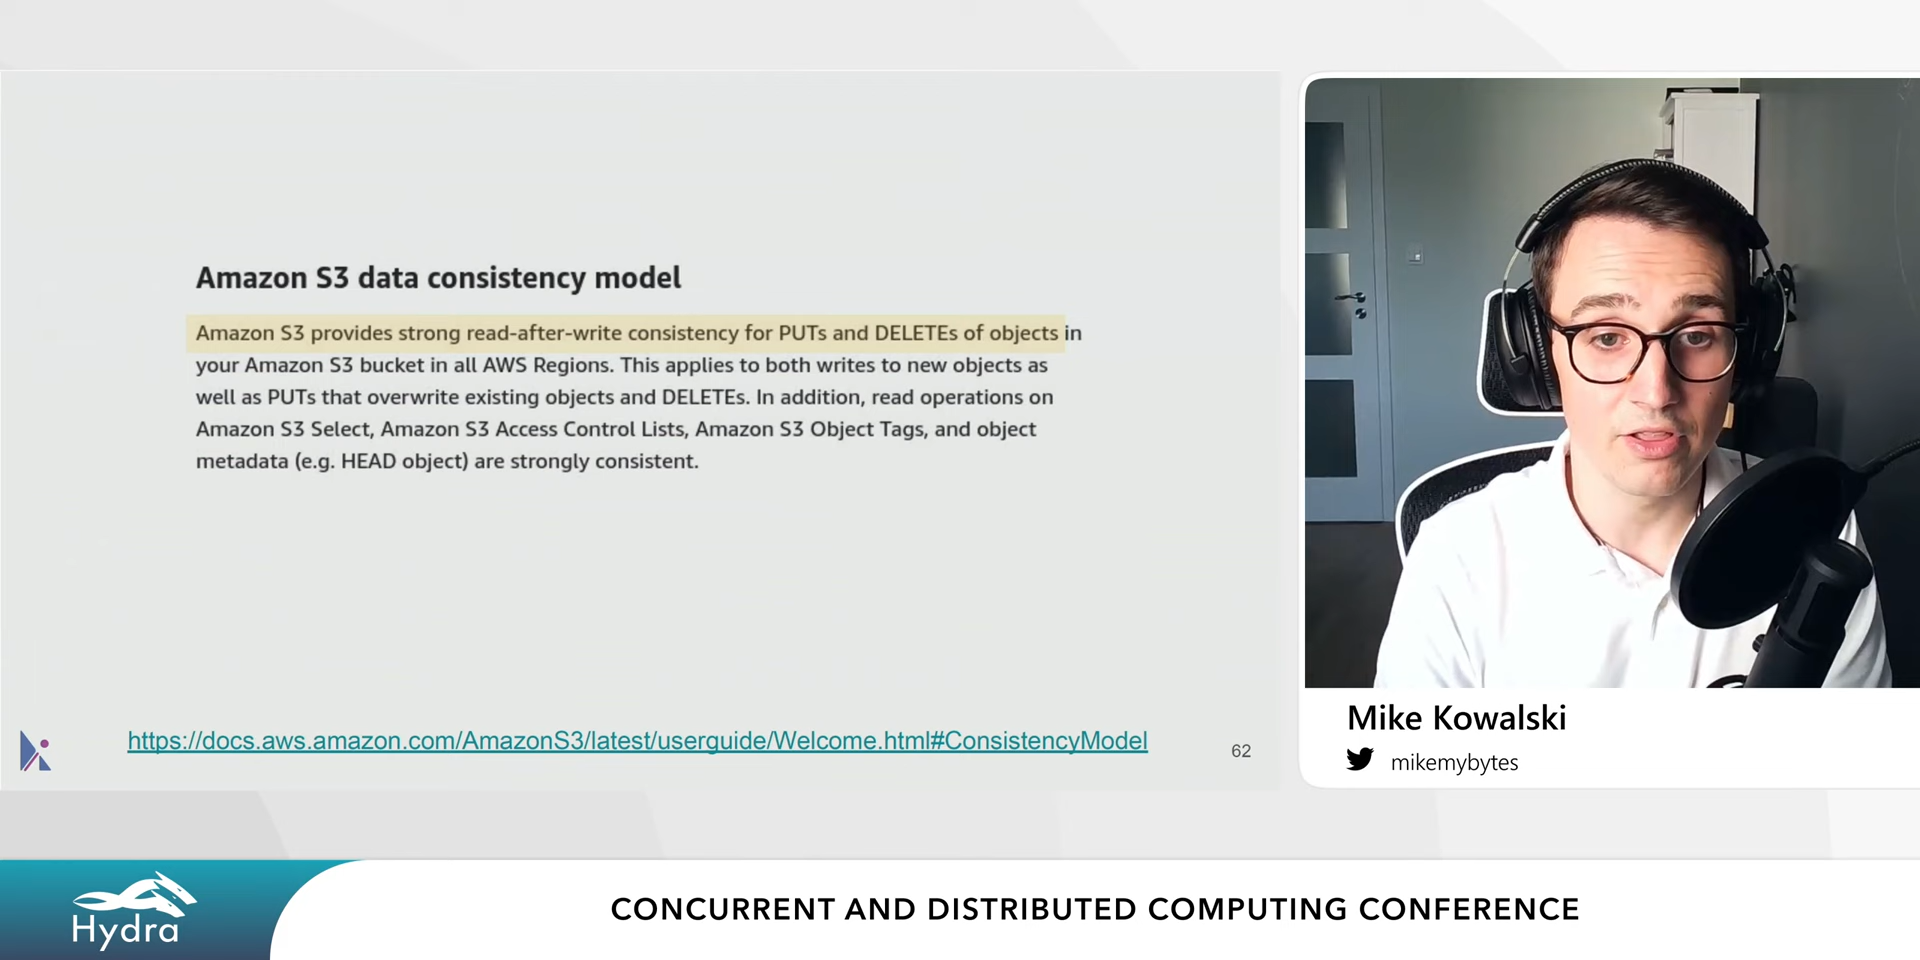 Amazon S3 data consistency model
Amazon S3 provides strong read-after-write consistency for PUTs and DELETEs of objects in
your Amazon S3 bucket in all AWS Regions. This applies to both writes to new objects as
well as PUTs that overwrite existing objects and DELETEs. In addition, read operations on
Amazon S3 Select, Amazon S3 Access Control Lists, Amazon S3 Object Tags, and object
metadata (e.g. HEAD object) are strongly consistent.
https://docs.aws.amazon.com/AmazonS3/latest/userguide/Welcome.html#ConsistencyModel
62
Mike Kowalski
mikemybytes
Hydra
CONCURRENT AND DISTRIBUTED COMPUTING CONFERENCE